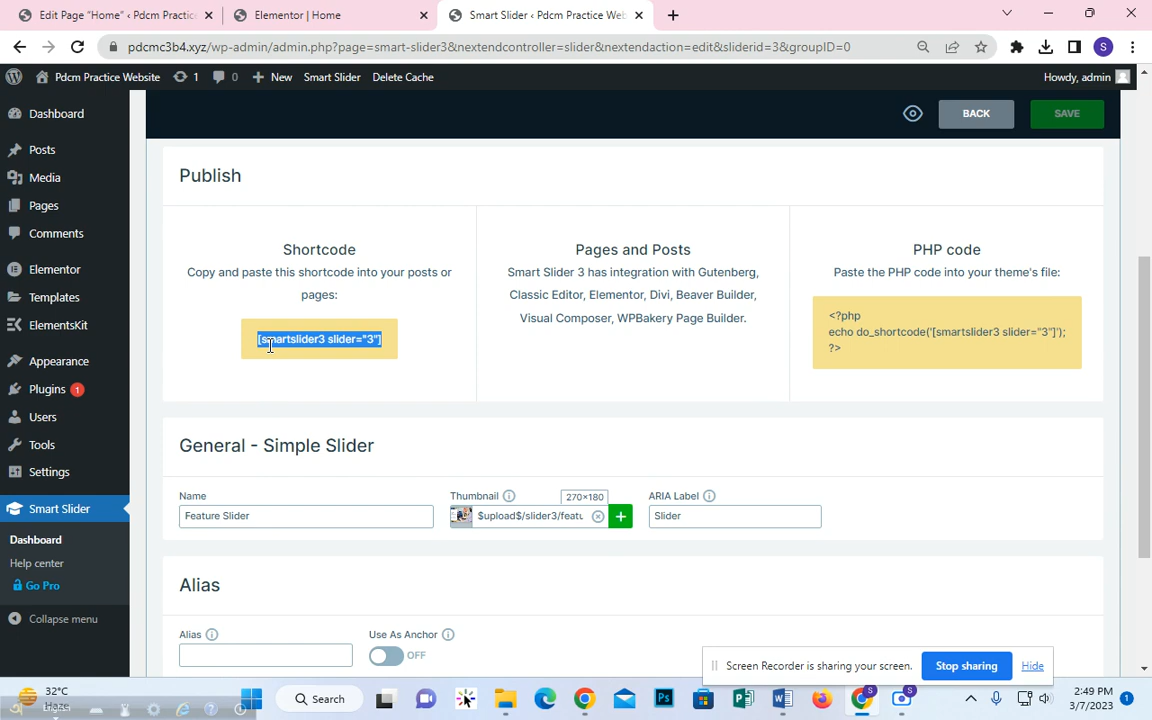 Edit Page "Home" ‹ Pdcm Practic
Elementor | Home
Smart Slider ‹ Pdcm Practice Web
pdcmc3b4.xyz/wp-admin/admin.php?page=smart-slider3&nextendcontroller=slider&nextendaction=edit&sliderid=3&groupID=0
S
Pdcm Practice Website
1
0
New
Smart Slider
Delete Cache
Howdy, admin
Dashboard
Posts
Media
Pages
Comments
Elementor
Templates
ElementsKit
Appearance
Plugins 1
Users
Tools
Settings
Smart Slider
Dashboard
Help center
Go Pro
Collapse menu
BACK
SAVE
Publish
Shortcode
Copy and paste this shortcode into your posts or
pages:
[smartslider3 slider="3"]
Pages and Posts
Smart Slider 3 has integration with Gutenberg,
Classic Editor, Elementor, Divi, Beaver Builder,
Visual Composer, WPBakery Page Builder.
PHP code
Paste the PHP code into your theme's file:
<?php
echo do_shortcode('[smartslider3 slider="3"]');
?>
General - Simple Slider
Name
Feature Slider
Thumbnail
270×180
$upload$/slider3/featu
ARIA Label
Slider
Alias
Alias
Use As Anchor
OFF
Screen Recorder is sharing your screen.
Stop sharing
Hide
32°C
Haze
Search
Ps
S
S
2:49 PM
3/7/2023
1